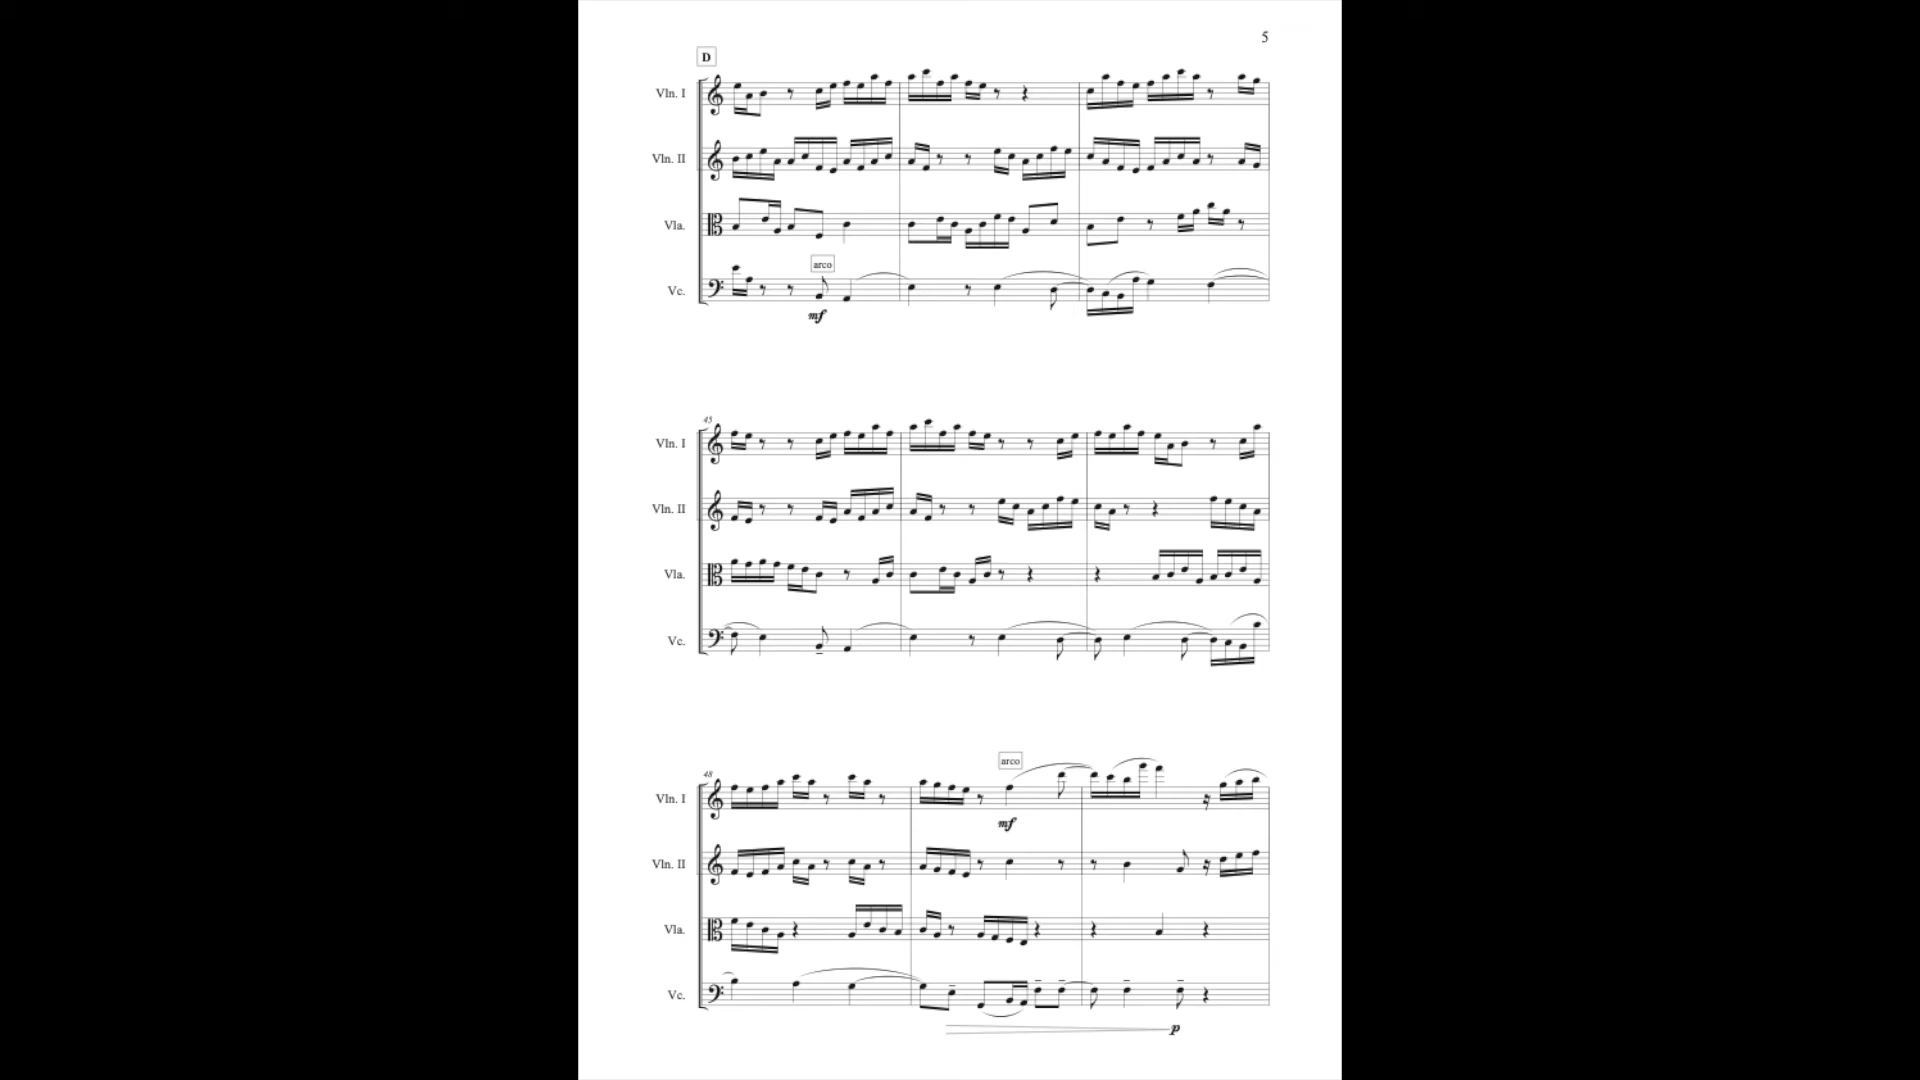 5
D
Vln. I
Vln. II
Vla.
arco
Vc.
mf
45
Vln. I
Vln. II
Vla.
Vc.
arco
48
Vln. I
mf
Vln. II
Vla.
Vc.
p